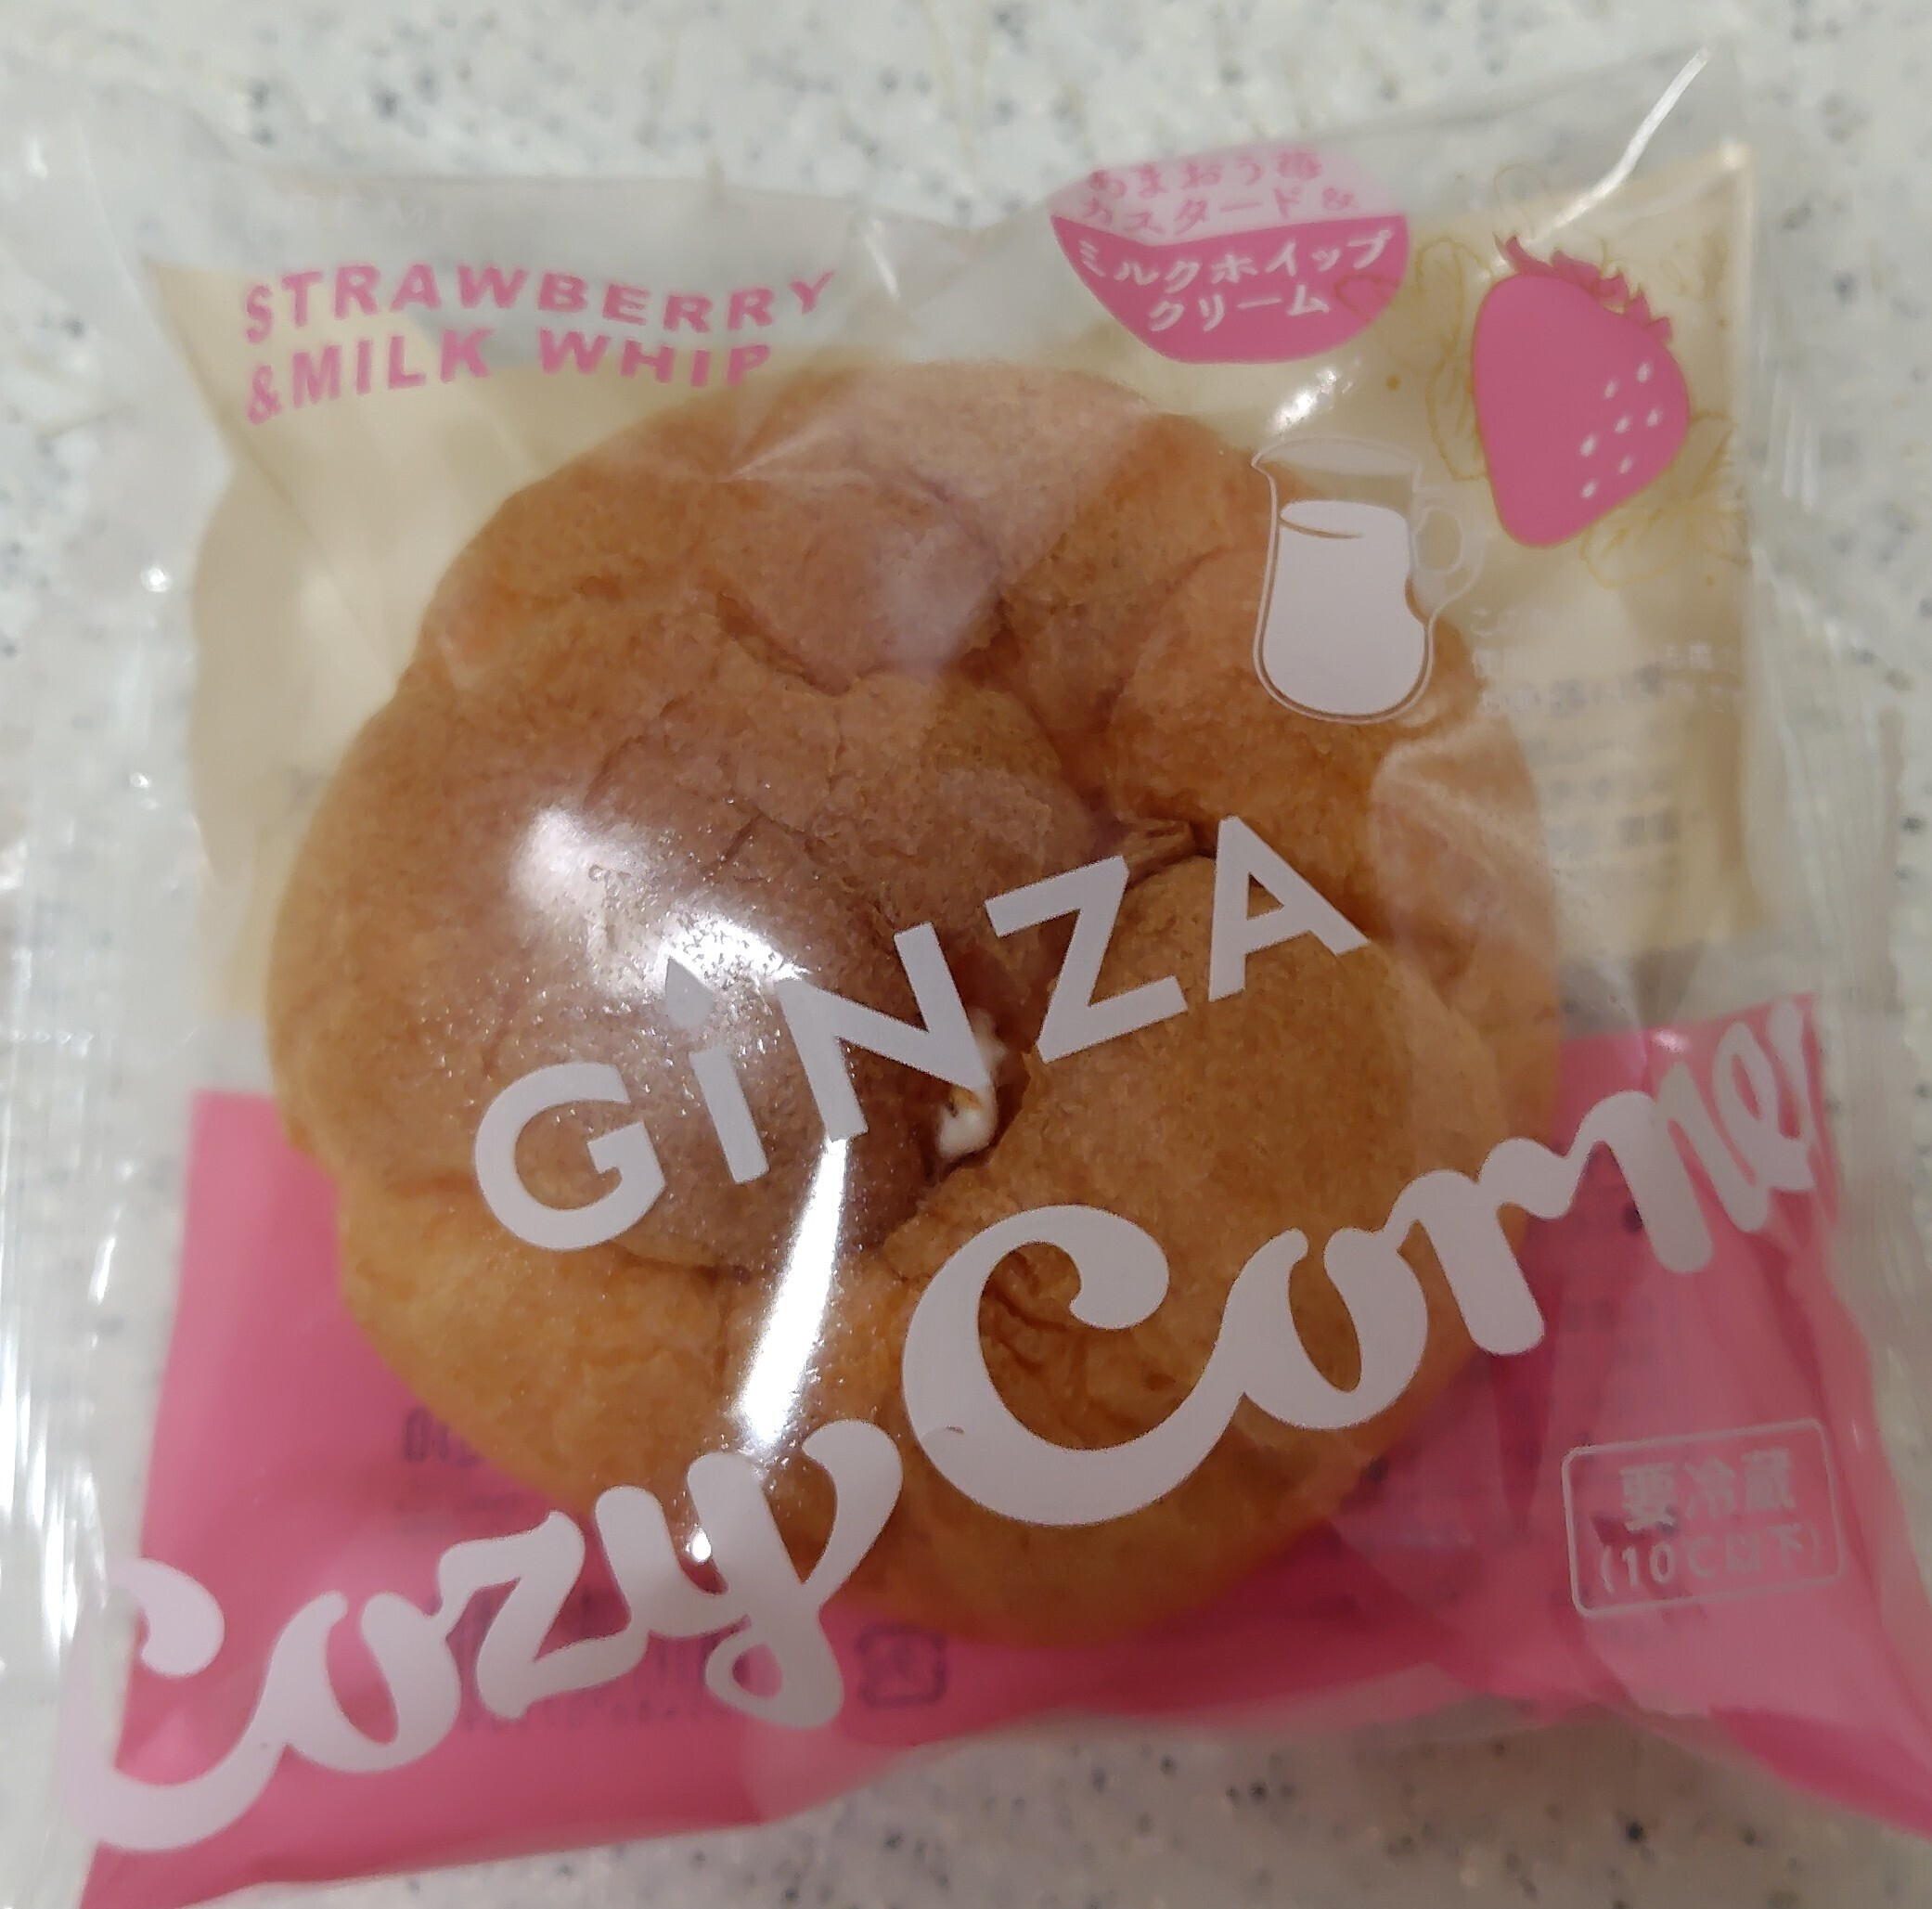 STRAWBERRY
&MILK WHIP
あまおう苺
カスタード&
ミルクホイップ
クリーム
GiNZA
Cozy Corner
要冷蔵
(10℃以下)